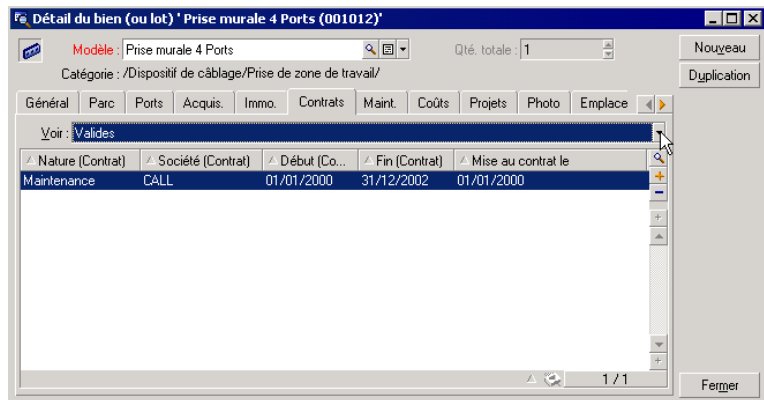 Détail du bien (ou lot) ' Prise murale 4 Ports (001012)'
Modèle : Prise murale 4 Ports Qté. totale : 1 Nouveau
Catégorie : /Dispositif de câblage/Prise de zone de travail/ Duplication
Général Parc Ports Acquis. Immo. Contrats Maint. Coûts Projets Photo Emplace
Voir : Valides
Nature (Contrat) Société (Contrat) Début (Co... Fin (Contrat) Mise au contrat le
Maintenance CALL 01/01/2000 31/12/2002 01/01/2000
1 / 1
Fermer